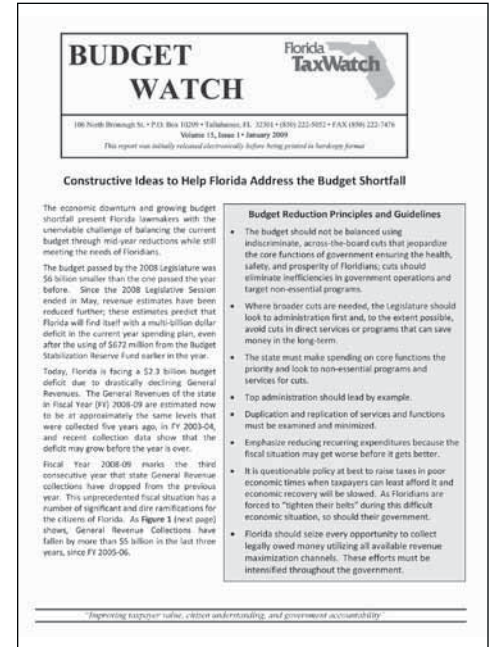 BUDGET
WATCH
Florida
TaxWatch
106 North Bronough St. • P.O. Box 10209 • Tallahassee, FL 32301 • (850) 222-5052 • FAX (850) 222-7476
Volume 15, Issue 1 • January 2009
This report was initially released electronically before being printed in hardcopy format
Constructive Ideas to Help Florida Address the Budget Shortfall
The economic downturn and growing budget
shortfall present Florida lawmakers with the
unenviable challenge of balancing the current
budget through mid-year reductions while still
meeting the needs of Floridians.
The budget passed by the 2008 Legislature was
$6 billion smaller than the one passed the year
before. Since the 2008 Legislative Session
ended in May, revenue estimates have been
reduced further; these estimates predict that
Florida will find itself with a multi-billion dollar
deficit in the current year spending plan, even
after the using of $672 million from the Budget
Stabilization Reserve Fund earlier in the year.
Today, Florida is facing a $2.3 billion budget
deficit due to drastically declining General
Revenues. The General Revenues of the state
in Fiscal Year (FY) 2008-09 are estimated now
to be at approximately the same levels that
were collected five years ago, in FY 2003-04,
and recent collection data show that the
deficit may grow before the year is over.
Fiscal Year 2008-09 marks the third
consecutive year that state General Revenue
collections have dropped from the previous
year. This unprecedented fiscal situation has a
number of significant and dire ramifications for
the citizens of Florida. As Figure 1 (next page)
shows, General Revenue Collections have
fallen by more than $5 billion in the last three
years, since FY 2005-06.
Budget Reduction Principles and Guidelines
• The budget should not be balanced using
indiscriminate, across-the-board cuts that jeopardize
the core functions of government ensuring the health,
safety, and prosperity of Floridians; cuts should
eliminate inefficiencies in government operations and
target non-essential programs.
• Where broader cuts are needed, the Legislature should
look to administration first and, to the extent possible,
avoid cuts in direct services or programs that can save
money in the long-term.
• The state must make spending on core functions the
priority and look to non-essential programs and
services for cuts.
• Top administration should lead by example.
• Duplication and replication of services and functions
must be examined and minimized.
• Emphasize reducing recurring expenditures because the
fiscal situation may get worse before it gets better.
• It is questionable policy at best to raise taxes in poor
economic times when taxpayers can least afford it and
economic recovery will be slowed. As Floridians are
forced to "tighten their belts" during this difficult
economic situation, so should their government.
• Florida should seize every opportunity to collect
legally owed money utilizing all available revenue
maximization channels. These efforts must be
intensified throughout the government.
"Improving taxpayer value, citizen understanding, and government accountability"